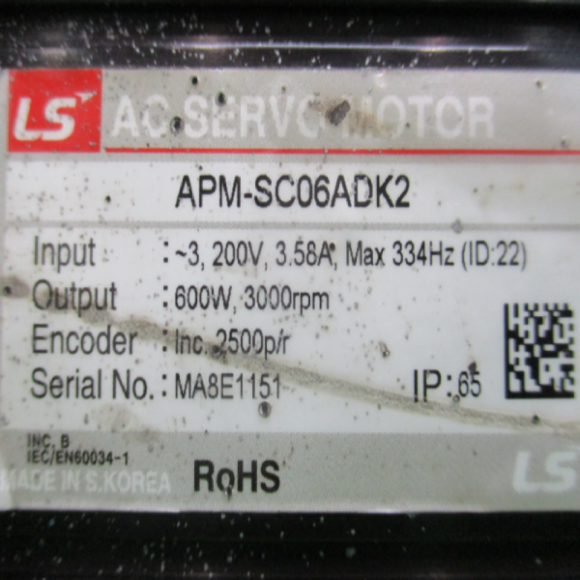 LS AC SERVO MOTOR
APM-SC06ADK2
Input : ~3, 200V, 3.58A, Max 334Hz (ID:22)
Output : 600W, 3000rpm
Encoder : Inc. 2500p/r
Serial No. : MA8E1151 IP:65
INC. B
IEC/EN60034-1
MADE IN S.KOREA RoHS LS